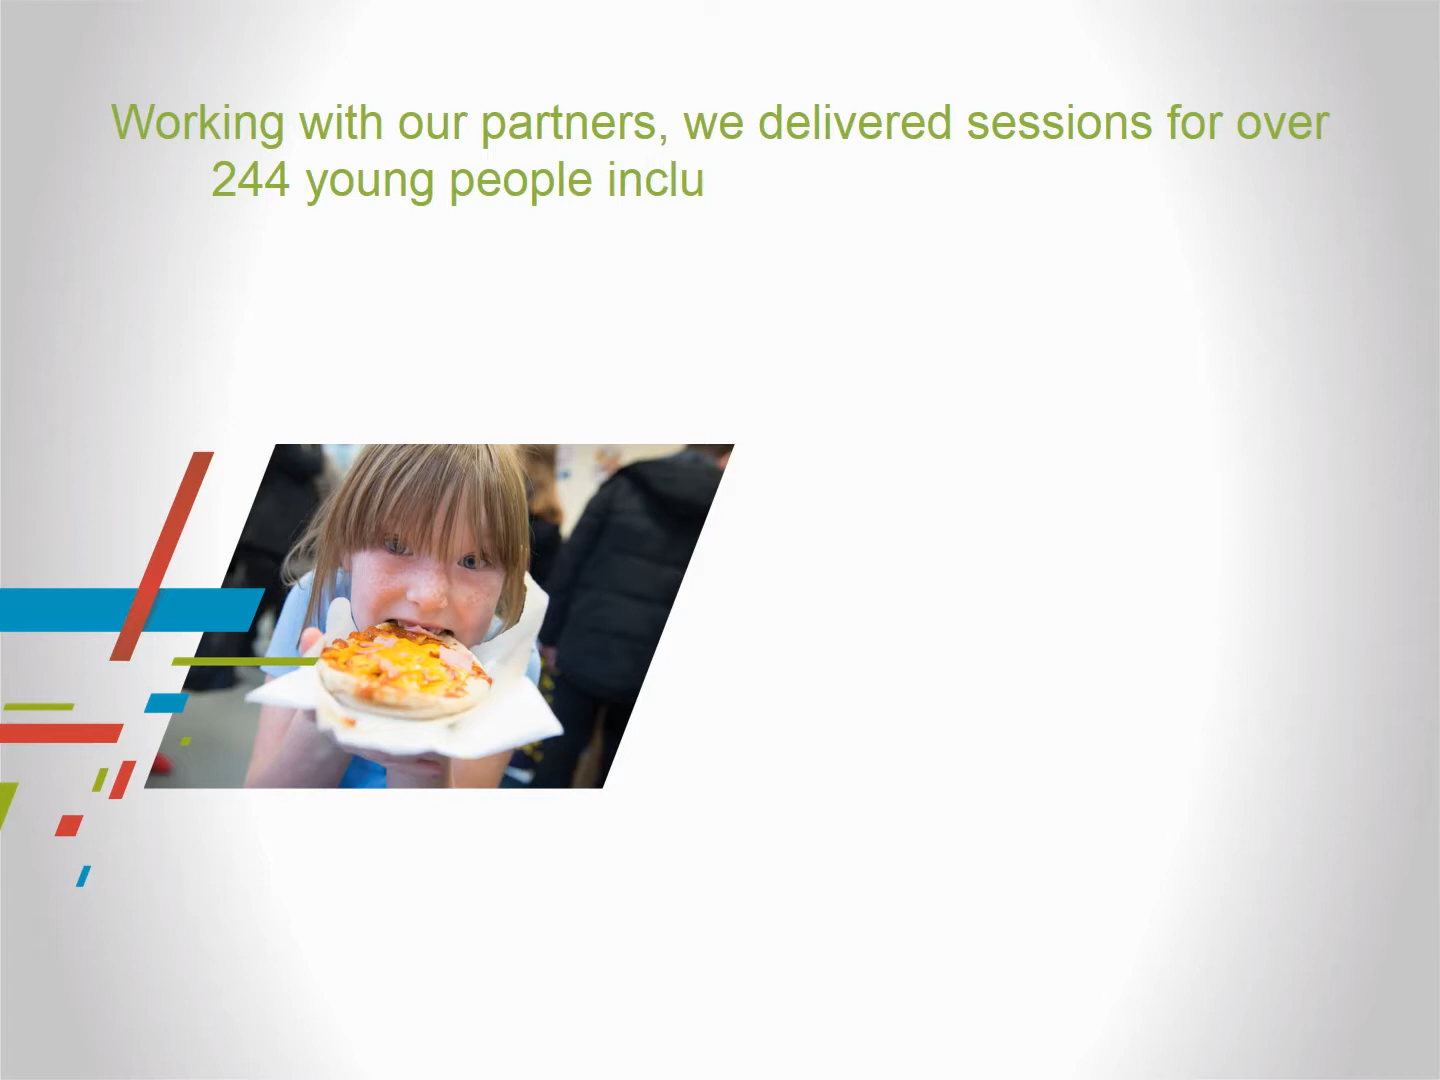 Working with our partners, we delivered sessions for over
244 young people inclu